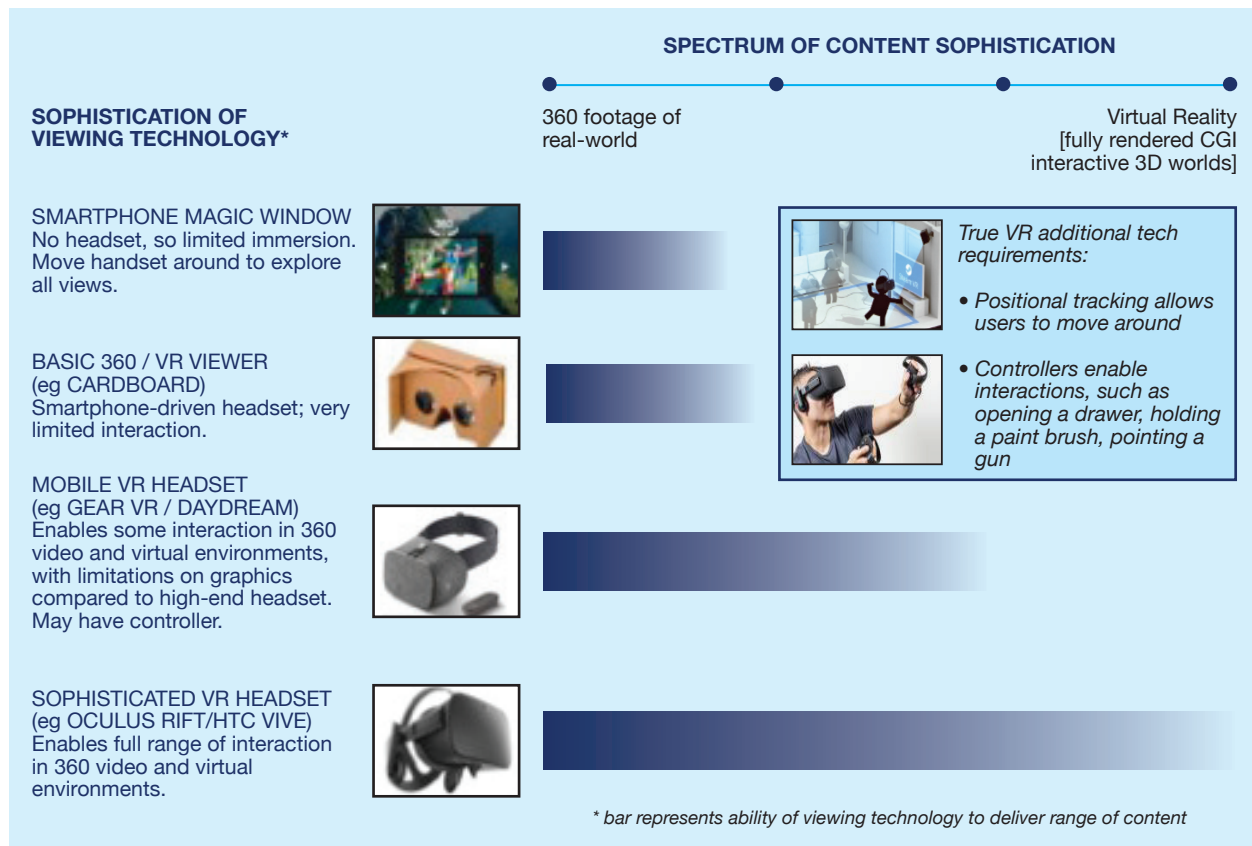 SPECTRUM OF CONTENT SOPHISTICATION
SOPHISTICATION OF
VIEWING TECHNOLOGY*
360 footage of
real-world
Virtual Reality
[fully rendered CGI
interactive 3D worlds]
SMARTPHONE MAGIC WINDOW
No headset, so limited immersion.
Move handset around to explore
all views.
True VR additional tech
requirements:
• Positional tracking allows
users to move around
• Controllers enable
interactions, such as
opening a drawer, holding
a paint brush, pointing a
gun
BASIC 360 / VR VIEWER
(eg CARDBOARD)
Smartphone-driven headset; very
limited interaction.
MOBILE VR HEADSET
(eg GEAR VR / DAYDREAM)
Enables some interaction in 360
video and virtual environments,
with limitations on graphics
compared to high-end headset.
May have controller.
SOPHISTICATED VR HEADSET
(eg OCULUS RIFT/HTC VIVE)
Enables full range of interaction
in 360 video and virtual
environments.
* bar represents ability of viewing technology to deliver range of content